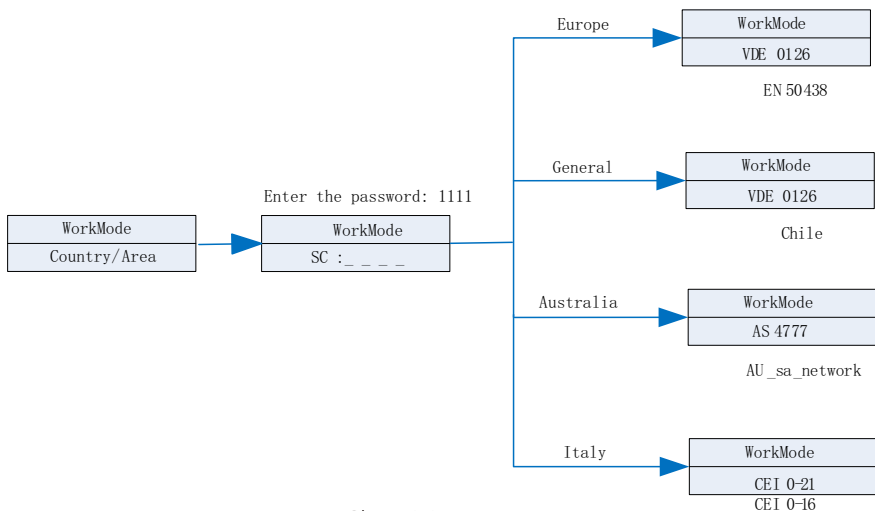 Europe
WorkMode
VDE 0126
EN 50438
General
WorkMode
VDE 0126
Chile
Enter the password: 1111
WorkMode
Country/Area
WorkMode
SC :_ _ _ _
Australia
WorkMode
AS 4777
AU_sa_network
Italy
WorkMode
CEI 0-21
CEI 0-16